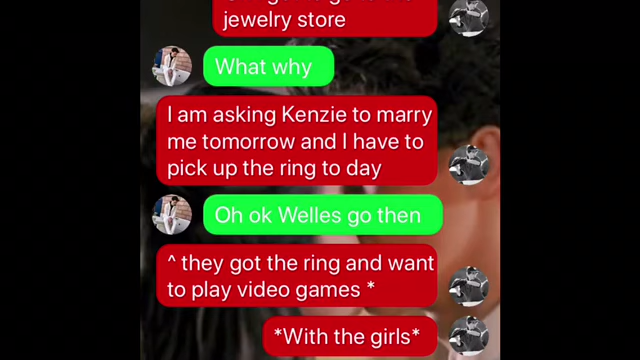 jewelry store
What why
I am asking Kenzie to marry
me tomorrow and I have to
pick up the ring to day
Oh ok Welles go then
^ they got the ring and want
to play video games *
*With the girls*